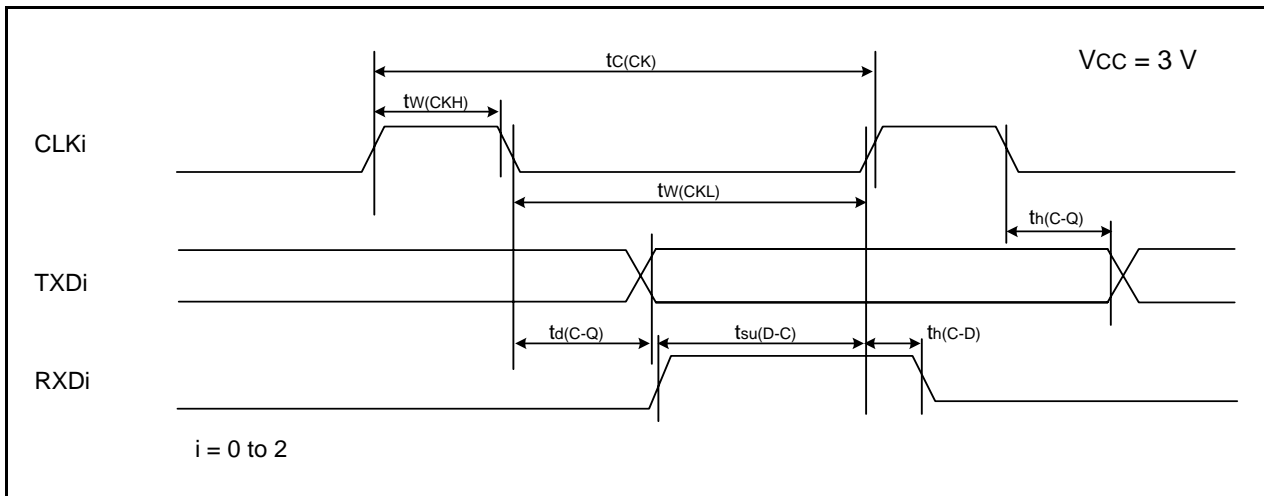 tC(CK)
VCC = 3 V
tW(CKH)
CLKi
tW(CKL)
th(C-Q)
TXDi
td(C-Q)
tsu(D-C)
th(C-D)
RXDi
i = 0 to 2